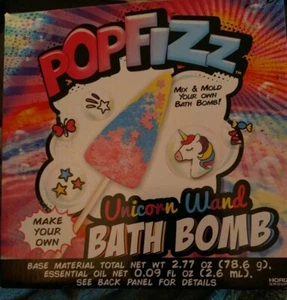 POPFIZZ
MIX & MOLD
YOUR OWN
BATH BOMB!
Unicorn Wand
BATH BOMB
MAKE
YOUR
OWN
BASE MATERIAL TOTAL NET WT 2.77 OZ (78.6 g).
ESSENTIAL OIL NET 0.09 FL OZ (2.6 mL).
SEE BACK PANEL FOR DETAILS